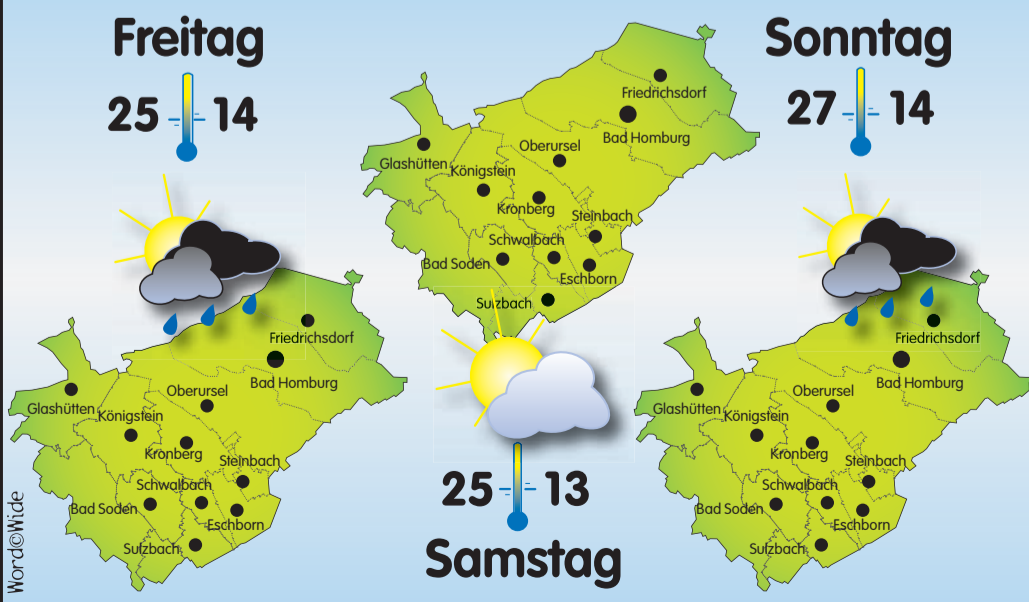 Freitag
25 14
Friedrichsdorf
Bad Homburg
Oberursel
Glashütten
Königstein
Kronberg
Steinbach
Schwalbach
Bad Soden
Eschborn
Sulzbach
Friedrichsdorf
Bad Homburg
Oberursel
Glashütten
Königstein
Kronberg
Steinbach
Schwalbach
Bad Soden
Eschborn
Sulzbach
25 13
Samstag
Sonntag
27 14
Friedrichsdorf
Bad Homburg
Oberursel
Glashütten
Königstein
Kronberg
Steinbach
Schwalbach
Bad Soden
Eschborn
Sulzbach
Word©Wide